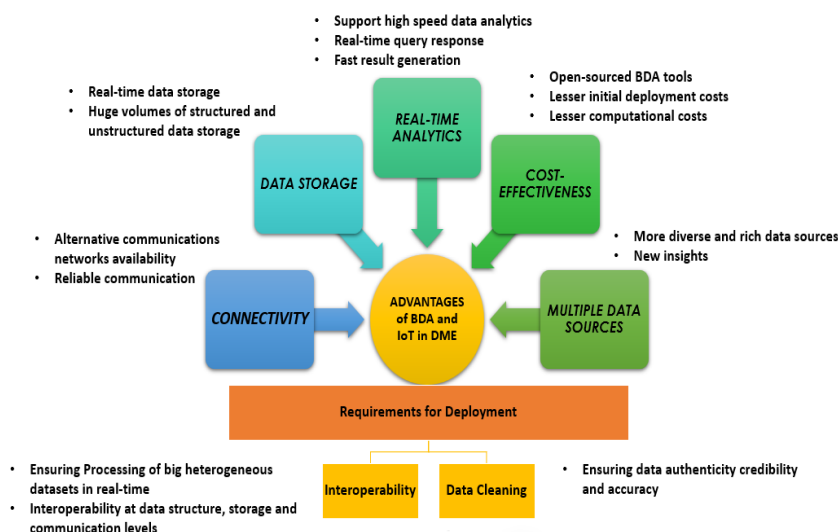 • Support high speed data analytics
• Real-time query response
• Fast result generation
• Real-time data storage
• Huge volumes of structured and
unstructured data storage
• Open-sourced BDA tools
• Lesser initial deployment costs
• Lesser computational costs
REAL-TIME
ANALYTICS
DATA STORAGE
COST-
EFFECTIVENESS
• Alternative communications
networks availability
• Reliable communication
• More diverse and rich data sources
• New insights
CONNECTIVITY
ADVANTAGES
of BDA and
IoT in DME
MULTIPLE DATA
SOURCES
Requirements for Deployment
• Ensuring Processing of big heterogeneous
datasets in real-time
• Interoperability at data structure, storage and
communication levels
Interoperability
Data Cleaning
• Ensuring data authenticity credibility
and accuracy